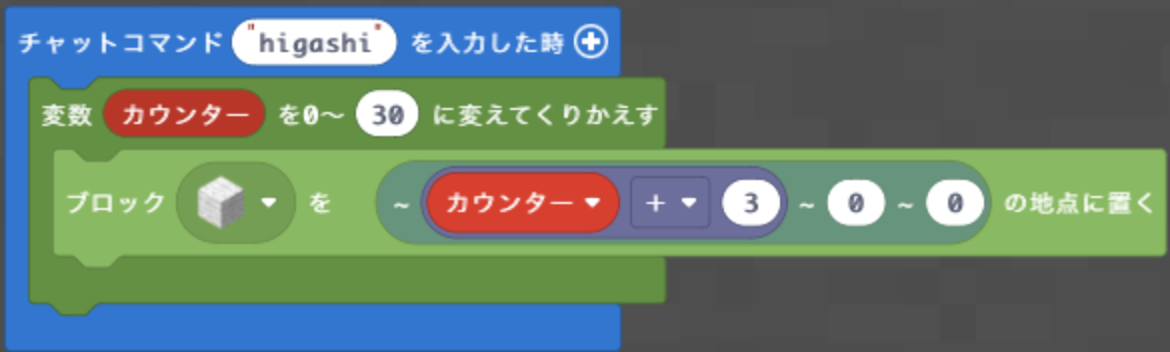 チャットコマンド "higashi" を入力した時
変数 カウンター を0～ 30 に変えてくりかえす
ブロック を ~ カウンター + 3 ~ 0 ~ 0 の地点に置く